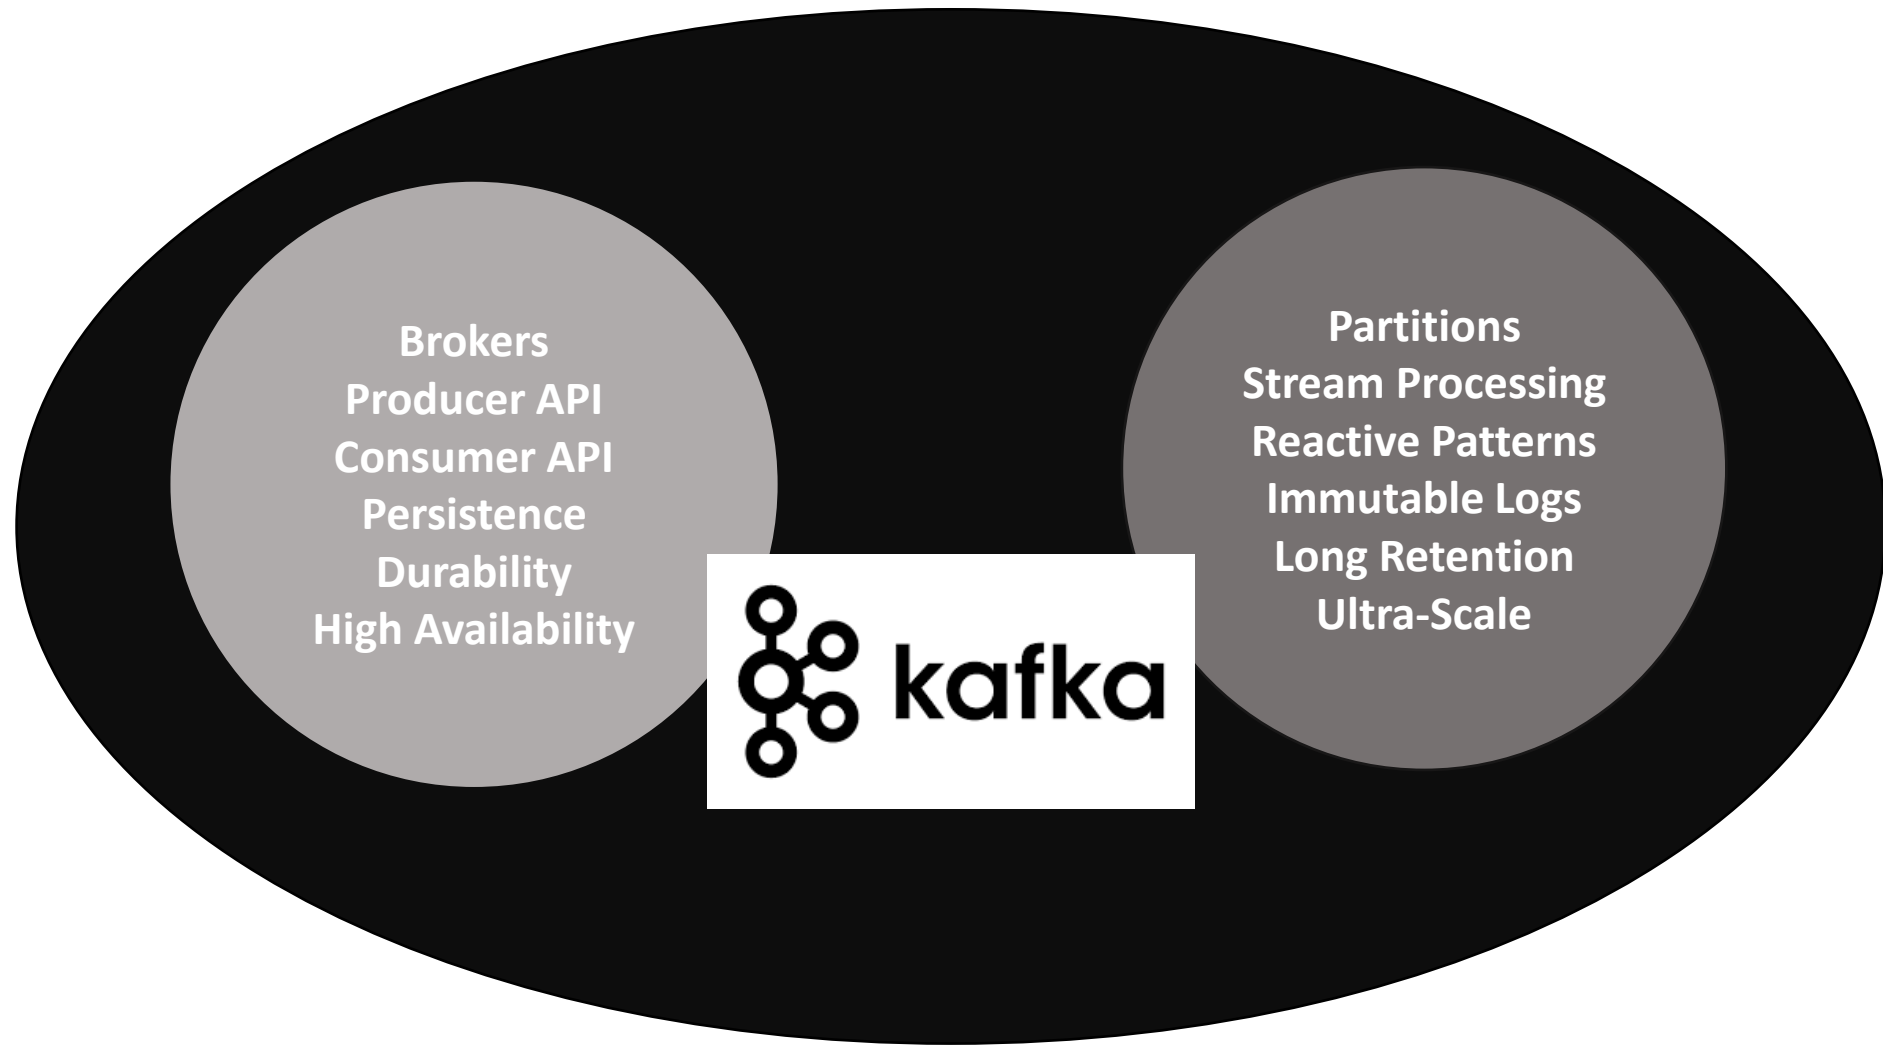 Brokers
Producer API
Consumer API
Persistence
Durability
High Availability
Partitions
Stream Processing
Reactive Patterns
Immutable Logs
Long Retention
Ultra-Scale
kafka